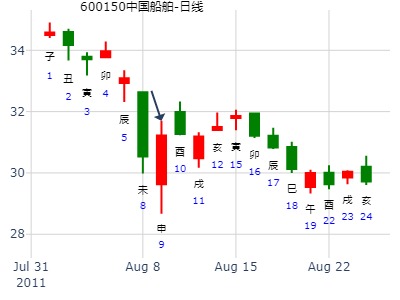 600150中国船舶-日线
34
32
30
28
子
1
丑
2
寅
3
卯
4
辰
5
未
8
申
9
酉
10
戌
11
亥
12
寅
15
卯
16
辰
17
巳
18
午
19
酉
22
戌
23
亥
24
Jul 31
2011
Aug 8
Aug 15
Aug 22